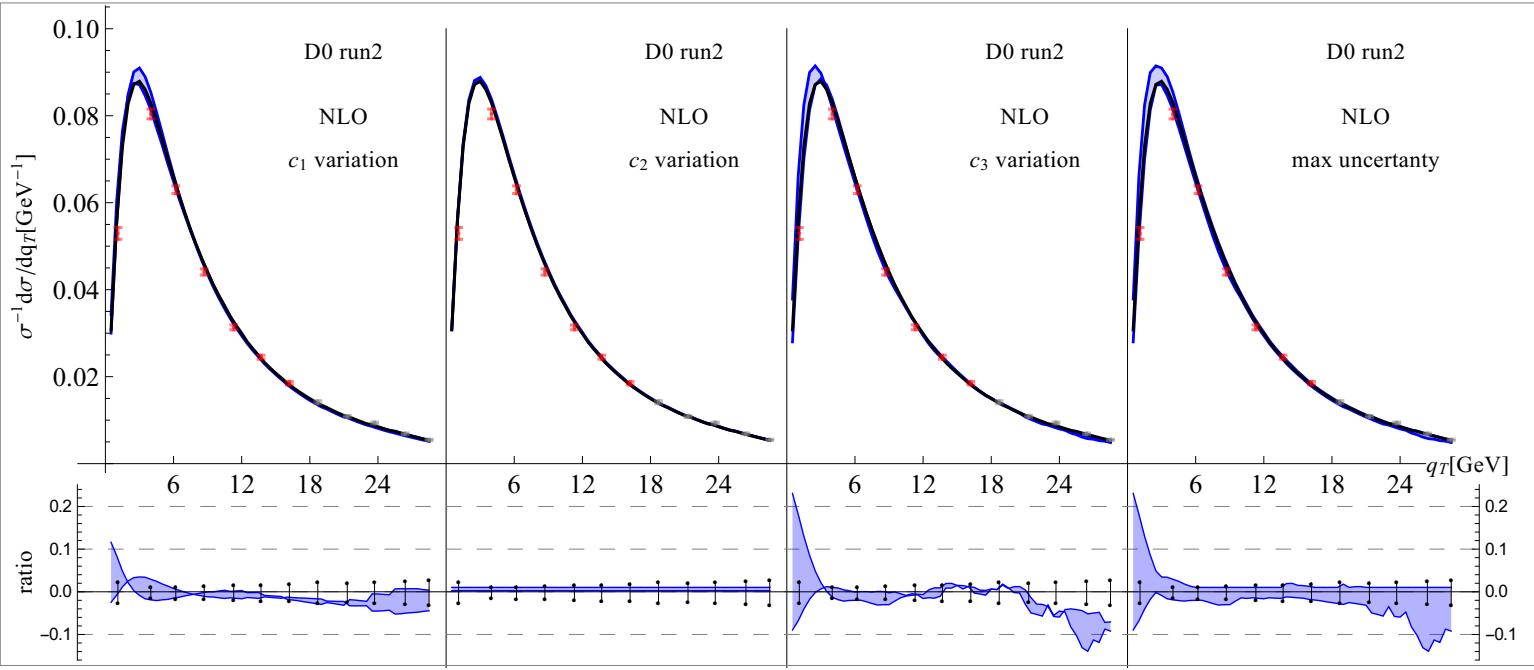 0.10
0.08
0.06
0.04
0.02
σ⁻¹dσ/dq_T[GeV⁻¹]
D0 run2
NLO
c₁ variation
D0 run2
NLO
c₂ variation
D0 run2
NLO
c₃ variation
D0 run2
NLO
max uncertanty
6 12 18 24
6 12 18 24
6 12 18 24
6 12 18 24
q_T[GeV]
ratio
0.2
0.1
0.0
−0.1
0.2
0.1
0.0
−0.1